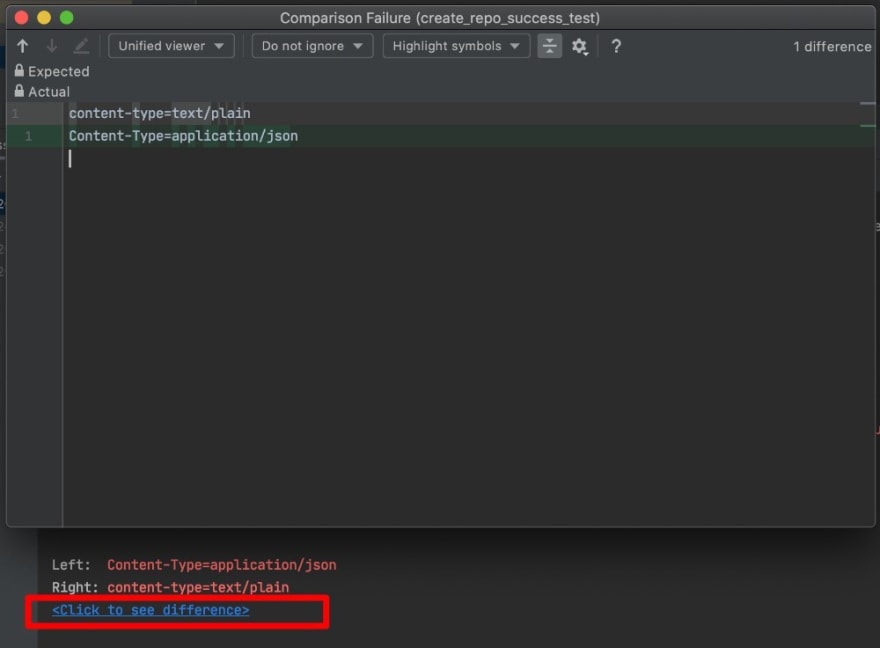 Comparison Failure (create_repo_success_test)
Unified viewer Do not ignore Highlight symbols ? 1 difference
Expected
Actual
1 content-type=text/plain
1 Content-Type=application/json
Left: Content-Type=application/json
Right: content-type=text/plain
<Click to see difference>